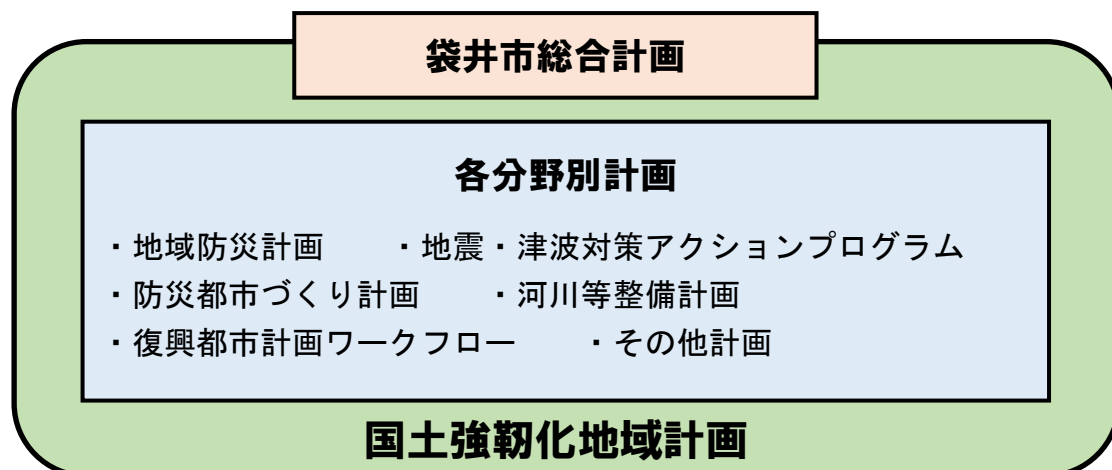 袋井市総合計画
各分野別計画
・地域防災計画　　・地震・津波対策アクションプログラム
・防災都市づくり計画　　・河川等整備計画
・復興都市計画ワークフロー　　・その他計画
国土強靭化地域計画